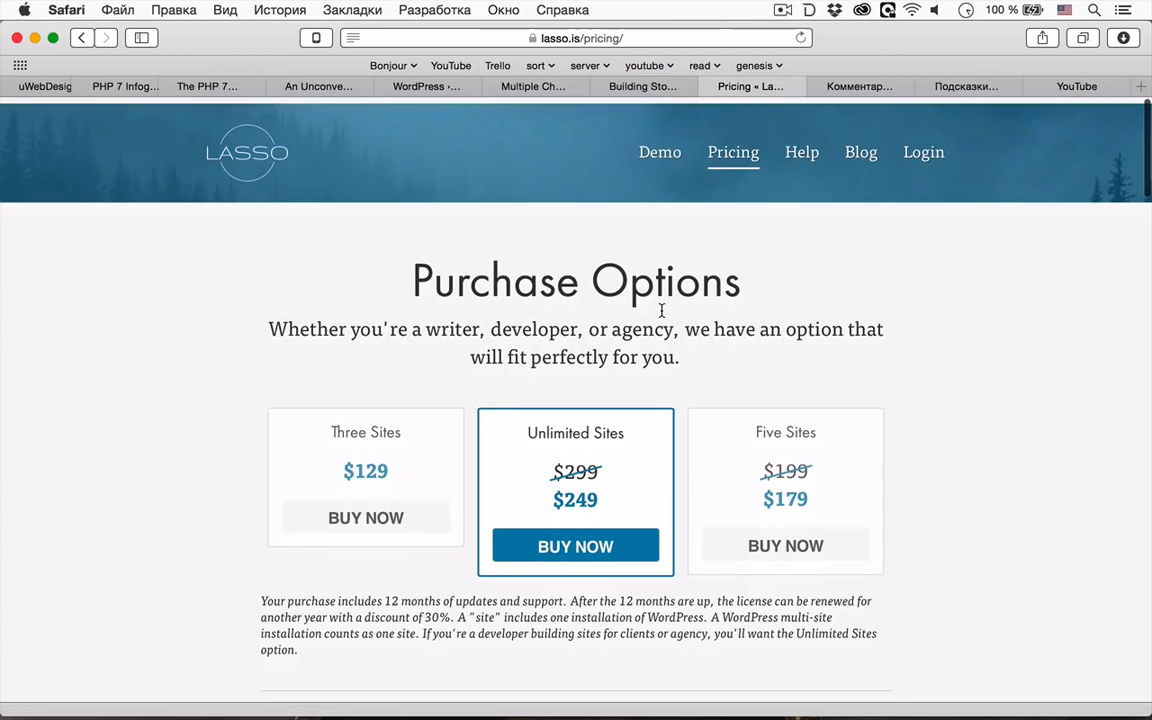 Safari Файл Правка Вид История Закладки Разработка Окно Справка 100 %
lasso.is/pricing/
Bonjour YouTube Trello sort server youtube read genesis
uWebDesig PHP 7 Infog... The PHP 7... An Unconve... WordPress ›... Multiple Ch... Building Sto... Pricing « La... Комментар... Подсказки... YouTube
LASSO Demo Pricing Help Blog Login
Purchase Options
Whether you're a writer, developer, or agency, we have an option that
will fit perfectly for you.
Three Sites
$129
BUY NOW
Unlimited Sites
$299
$249
BUY NOW
Five Sites
$199
$179
BUY NOW
Your purchase includes 12 months of updates and support. After the 12 months are up, the license can be renewed for
another year with a discount of 30%. A "site" includes one installation of WordPress. A WordPress multi-site
installation counts as one site. If you're a developer building sites for clients or agency, you'll want the Unlimited Sites
option.